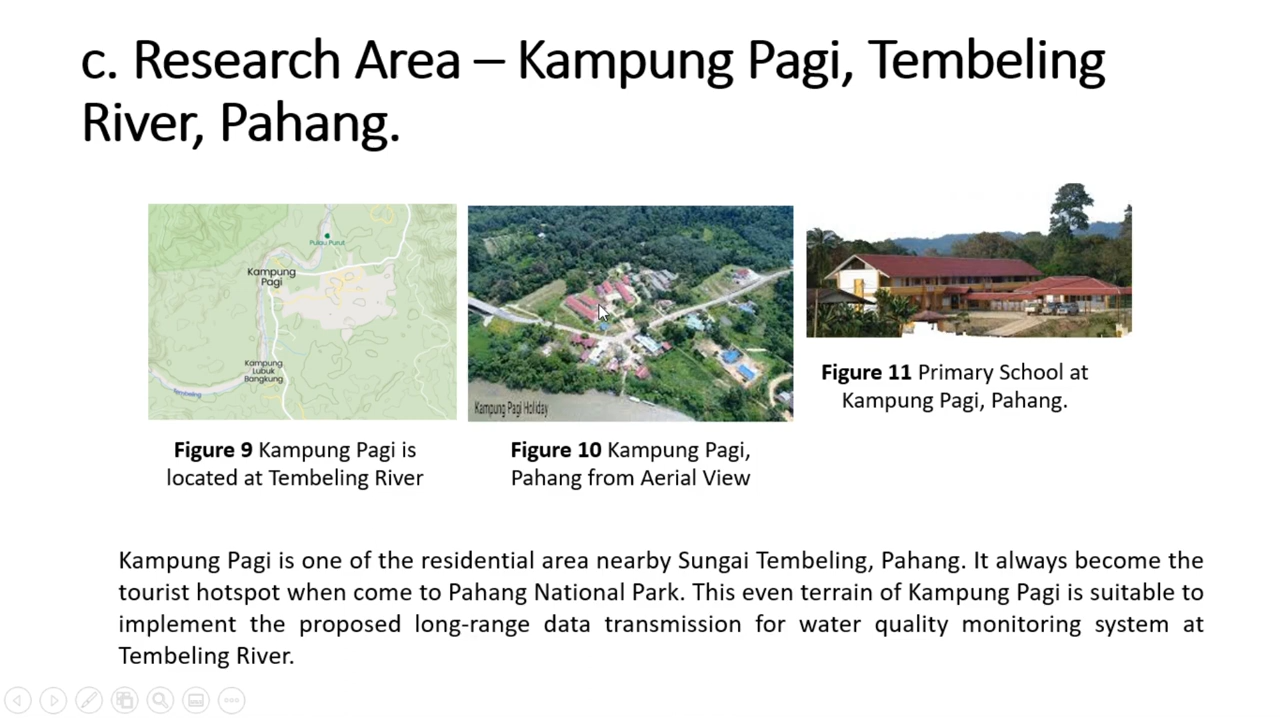 c. Research Area – Kampung Pagi, Tembeling
River, Pahang.
Pulau Purut
Kampung
Pagi
Kampung
Lubuk
Bangkung
Tembeling
Kampung Pagi Holiday
Figure 9 Kampung Pagi is
located at Tembeling River
Figure 10 Kampung Pagi,
Pahang from Aerial View
Figure 11 Primary School at
Kampung Pagi, Pahang.
Kampung Pagi is one of the residential area nearby Sungai Tembeling, Pahang. It always become the
tourist hotspot when come to Pahang National Park. This even terrain of Kampung Pagi is suitable to
implement the proposed long-range data transmission for water quality monitoring system at
Tembeling River.